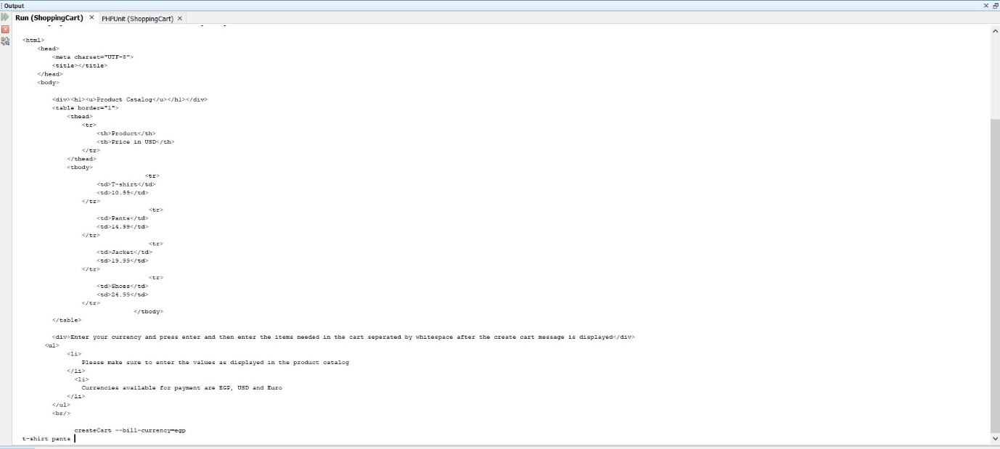 Output
Run (ShoppingCart) × PHPUnit (ShoppingCart) ×
<html>
<head>
<meta charset="UTF-8">
<title></title>
</head>
<body>
<div><h1><u>Product Catalog</u></h1></div>
<table border="1">
<thead>
<tr>
<th>Product</th>
<th>Price in USD</th>
</tr>
</thead>
<tbody>
<tr>
<td>T-shirt</td>
<td>10.99</td>
</tr>
<tr>
<td>Pants</td>
<td>14.99</td>
</tr>
<tr>
<td>Jacket</td>
<td>19.99</td>
</tr>
<tr>
<td>Shoes</td>
<td>24.99</td>
</tr>
</tbody>
</table>
<div>Enter your currency and press enter and then enter the items needed in the cart seperated by whitespace after the create cart message is displayed</div>
<ul>
<li>
Please make sure to enter the values as displayed in the product catalog
</li>
<li>
Currencies available for payment are EGP, USD and Euro
</li>
</ul>
<br/>
createCart --bill-currency=egp
t-shirt pants